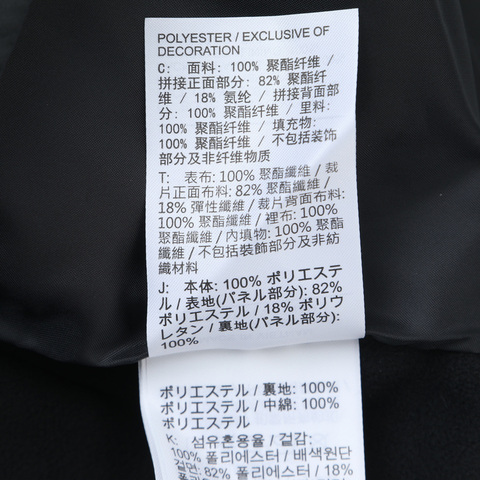 POLYESTER / EXCLUSIVE OF
DECORATION
C: 面料: 100% 聚酯纤维 /
拼接正面部分: 82% 聚酯纤
维 / 18% 氨纶 / 拼接背面部
分: 100% 聚酯纤维 / 里料:
100% 聚酯纤维 / 填充物:
100% 聚酯纤维 / 不包括装饰
部分及非纤维物质
T: 表布: 100% 聚酯纖維 / 裁
片正面布料: 82% 聚酯纖維 /
18% 彈性纖維 / 裁片背面布料:
100% 聚酯纖維 / 裡布: 100%
聚酯纖維 / 內填物: 100% 聚酯
纖維 / 不包括裝飾部分及非紡
織材料
J: 本体: 100% ポリエステ
ル / 表地(パネル部分): 82%
ポリエステル / 18% ポリウ
レタン / 裏地(パネル部分):
100%
ポリエステル / 裏地: 100%
ポリエステル / 中綿: 100%
ポリエステル
K: 섬유혼용율 / 겉감:
100% 폴리에스터 / 배색원단
겉면: 82% 폴리에스터 / 18%